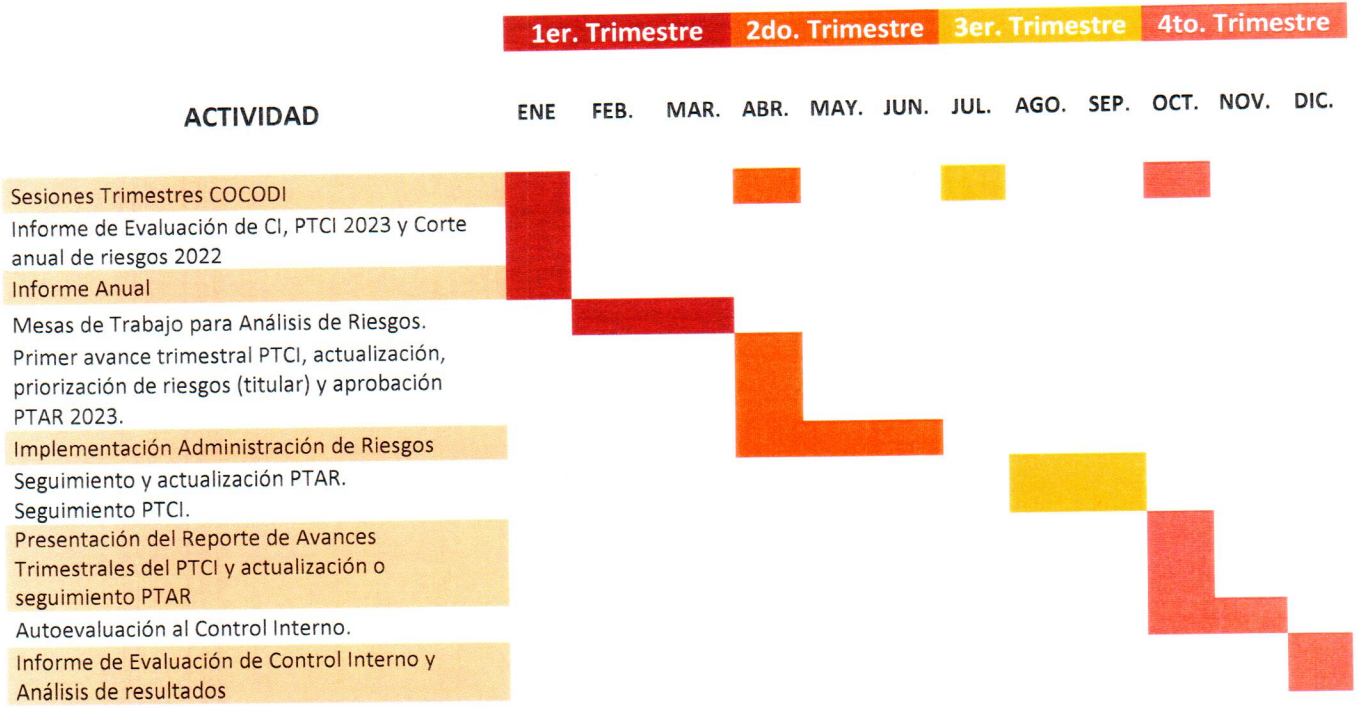 1er. Trimestre 2do. Trimestre 3er. Trimestre 4to. Trimestre
ACTIVIDAD ENE FEB. MAR. ABR. MAY. JUN. JUL. AGO. SEP. OCT. NOV. DIC.
Sesiones Trimestres COCODI
Informe de Evaluación de CI, PTCI 2023 y Corte
anual de riesgos 2022
Informe Anual
Mesas de Trabajo para Análisis de Riesgos.
Primer avance trimestral PTCI, actualización,
priorización de riesgos (titular) y aprobación
PTAR 2023.
Implementación Administración de Riesgos
Seguimiento y actualización PTAR.
Seguimiento PTCI.
Presentación del Reporte de Avances
Trimestrales del PTCI y actualización o
seguimiento PTAR
Autoevaluación al Control Interno.
Informe de Evaluación de Control Interno y
Análisis de resultados